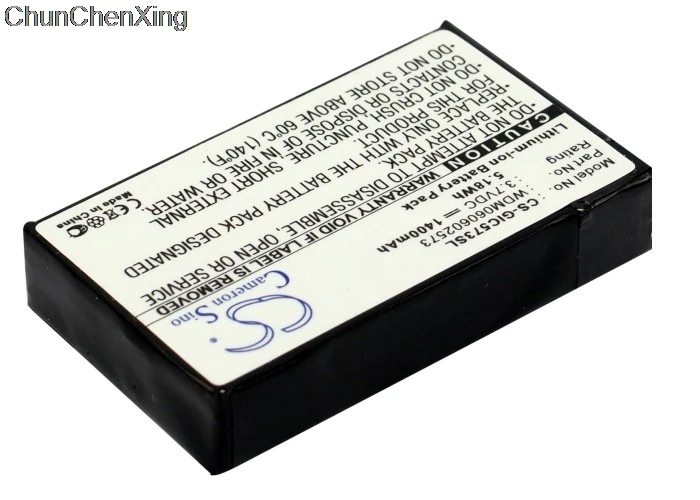 ChunChenXing
Model No.: CS-GIC573SL
Part No.: WDM060602573
Rating: 3.7VDC 1400mAh
5.18Wh
Lithium-ion Battery Pack
CAUTION! WARRANTY VOID IF LABEL IS REMOVED
•DO NOT ATTEMPT TO DISASSEMBLE, OPEN OR SERVICE
THE BATTERY PACK.
•REPLACE ONLY WITH THE BATTERY PACK DESIGNATED
FOR THIS PRODUCT.
•DO NOT CRUSH, PUNCTURE, SHORT EXTERNAL
CONTACTS OR DISPOSE OF IN FIRE OR WATER.
•DO NOT STORE ABOVE 60°C (140°F).
CE
Made in China
CS
Cameron Sino